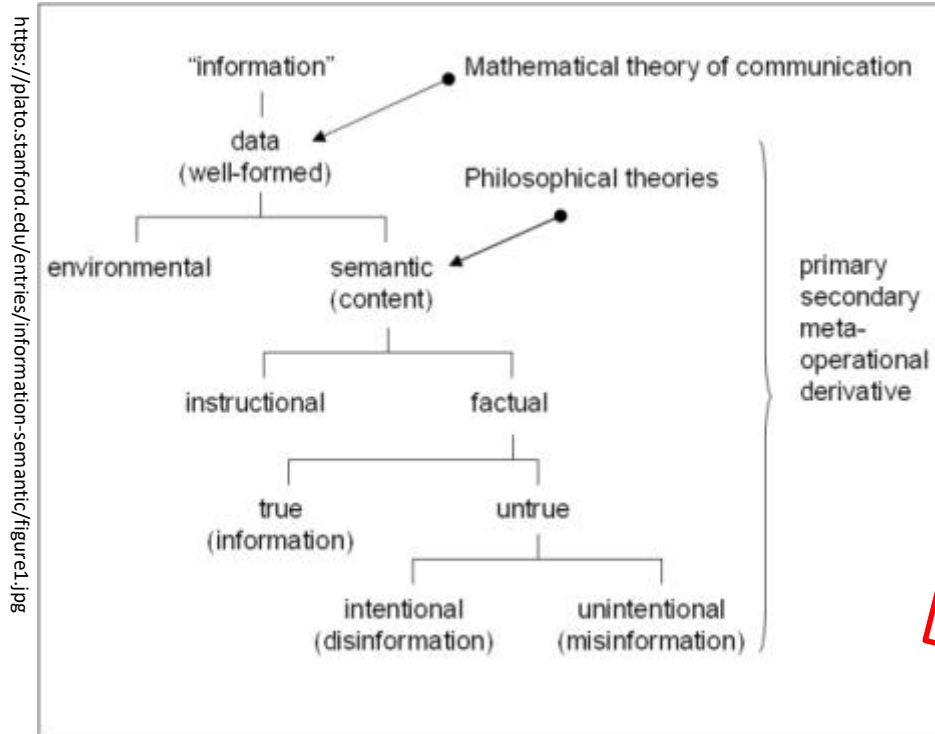 https://plato.stanford.edu/entries/information-semantic/figure1.jpg
“information”
Mathematical theory of communication
data
(well-formed)
Philosophical theories
environmental
semantic
(content)
primary
secondary
meta-
operational
derivative
instructional
factual
true
(information)
untrue
intentional
(disinformation)
unintentional
(misinformation)